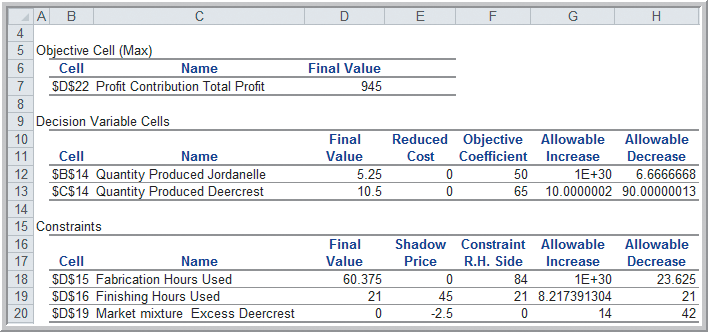 A B C D E F G H
4
5 Objective Cell (Max)
6 Cell Name Final Value
7 $D$22 Profit Contribution Total Profit 945
8
9 Decision Variable Cells
10 Final Reduced Objective Allowable Allowable
11 Cell Name Value Cost Coefficient Increase Decrease
12 $B$14 Quantity Produced Jordanelle 5.25 0 50 1E+30 6.6666668
13 $C$14 Quantity Produced Deercrest 10.5 0 65 10.0000002 90.00000013
14
15 Constraints
16 Final Shadow Constraint Allowable Allowable
17 Cell Name Value Price R.H. Side Increase Decrease
18 $D$15 Fabrication Hours Used 60.375 0 84 1E+30 23.625
19 $D$16 Finishing Hours Used 21 45 21 8.217391304 21
20 $D$19 Market mixture Excess Deercrest 0 -2.5 0 14 42